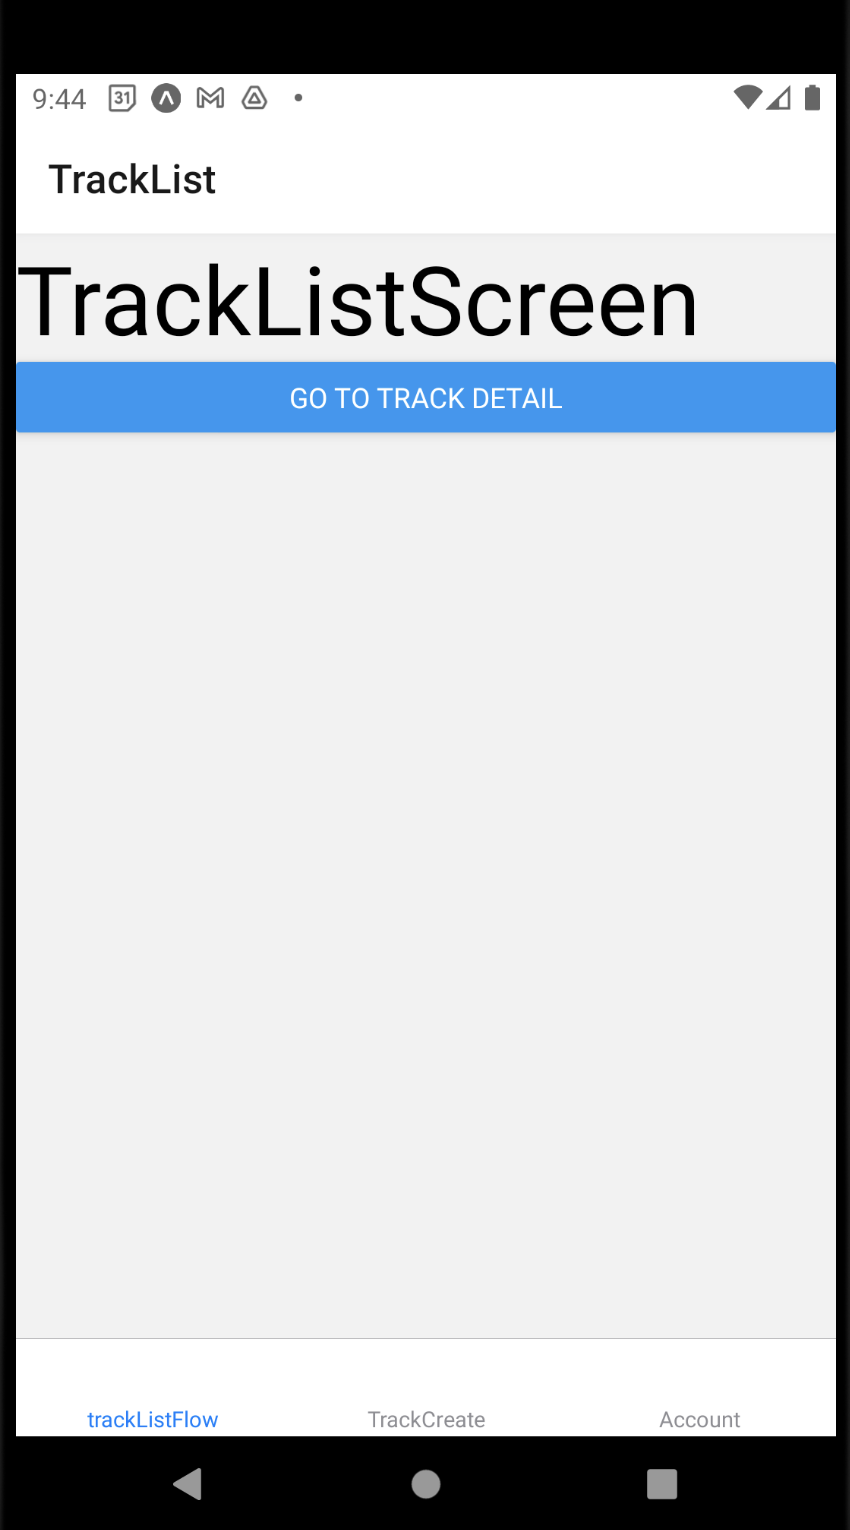 9:44 31
TrackList
TrackListScreen
GO TO TRACK DETAIL
trackListFlow TrackCreate Account